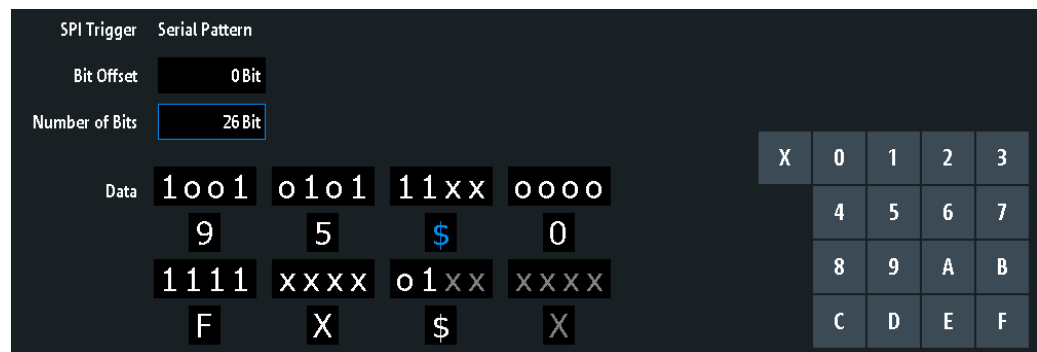 SPI Trigger Serial Pattern
Bit Offset 0 Bit
Number of Bits 26 Bit
X 0 1 2 3
Data 1oo1 o1o1 11xx oooo
4 5 6 7
9 5 $ 0
8 9 A B
1111 xxxx o1xx xxxx
F X $ X
C D E F